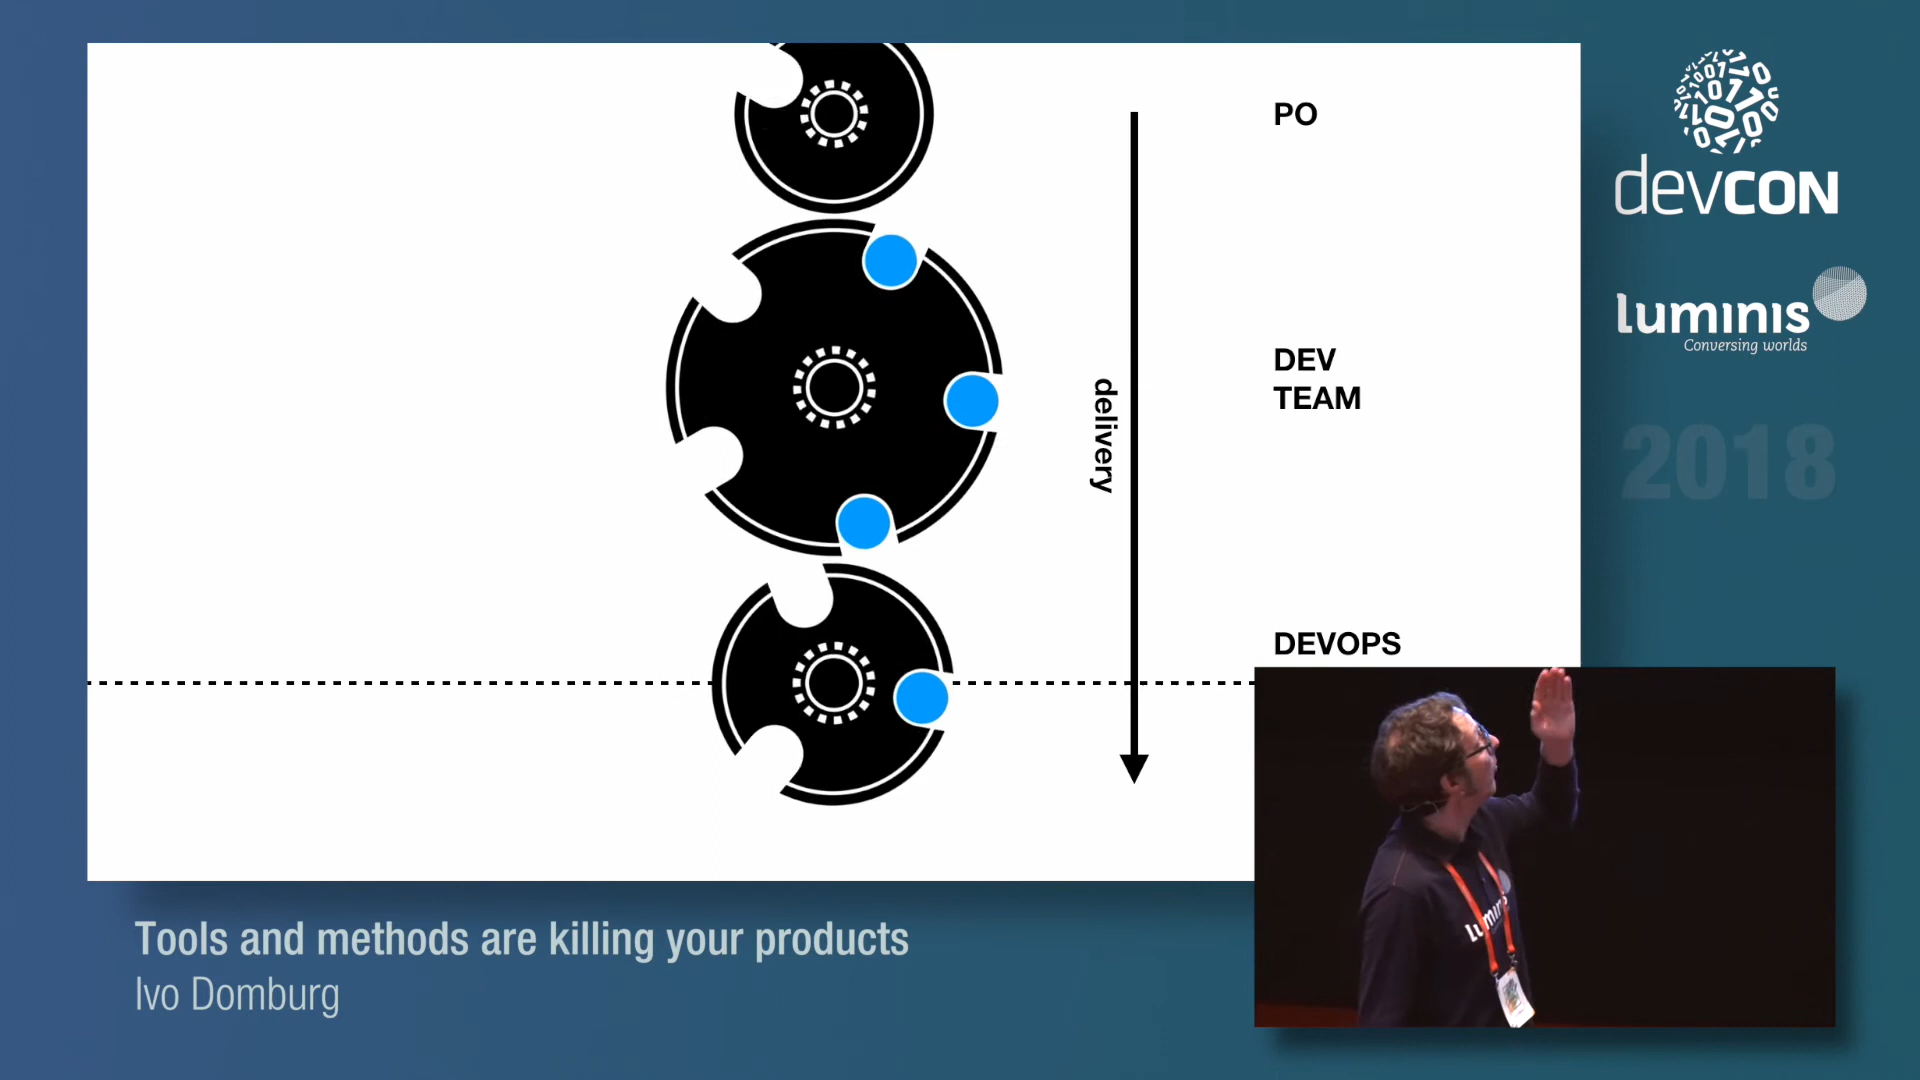 PO
DEV
TEAM
delivery
DEVOPS
devCON
luminis
Conversing worlds
2018
Tools and methods are killing your products
Ivo Domburg
Luminis